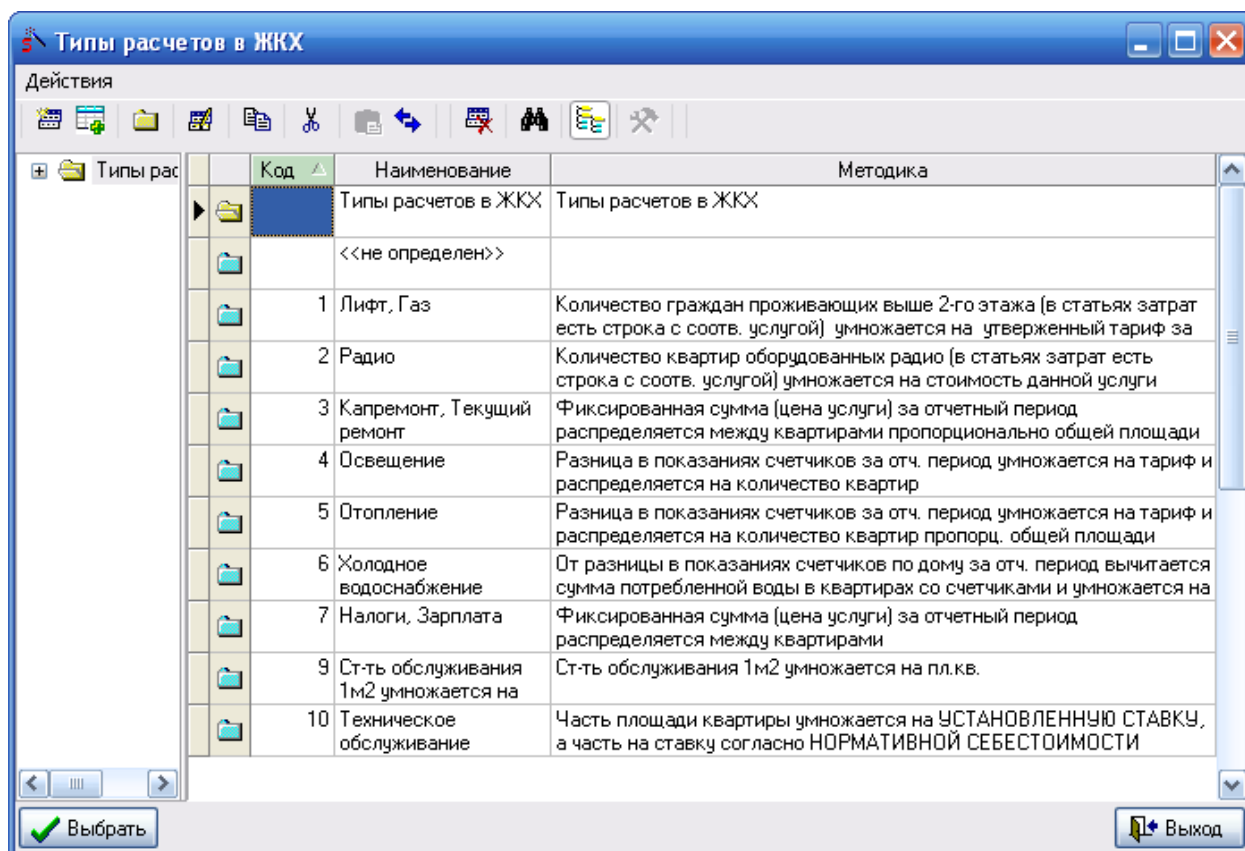 Типы расчетов в ЖКХ
Действия
Типы рас
Код Наименование Методика
Типы расчетов в ЖКХ Типы расчетов в ЖКХ
<<не определен>>
1 Лифт, Газ Количество граждан проживающих выше 2-го этажа (в статьях затрат
есть строка с соотв. услугой) умножается на утверженный тариф за
2 Радио Количество квартир оборудованных радио (в статьях затрат есть
строка с соотв. услугой) умножается на стоимость данной услуги
3 Капремонт, Текущий Фиксированная сумма (цена услуги) за отчетный период
ремонт распределяется между квартирами пропорционально общей площади
4 Освещение Разница в показаниях счетчиков за отч. период умножается на тариф и
распределяется на количество квартир
5 Отопление Разница в показаниях счетчиков за отч. период умножается на тариф и
распределяется на количество квартир пропорц. общей площади
6 Холодное От разницы в показаниях счетчиков по дому за отч. период вычитается
водоснабжение сумма потребленной воды в квартирах со счетчиками и умножается на
7 Налоги, Зарплата Фиксированная сумма (цена услуги) за отчетный период
распределяется между квартирами
9 Ст-ть обслуживания Ст-ть обслуживания 1м2 умножается на пл.кв.
1м2 умножается на
10 Техническое Часть площади квартиры умножается на УСТАНОВЛЕННУЮ СТАВКУ,
обслуживание а часть на ставку согласно НОРМАТИВНОЙ СЕБЕСТОИМОСТИ
Выбрать Выход